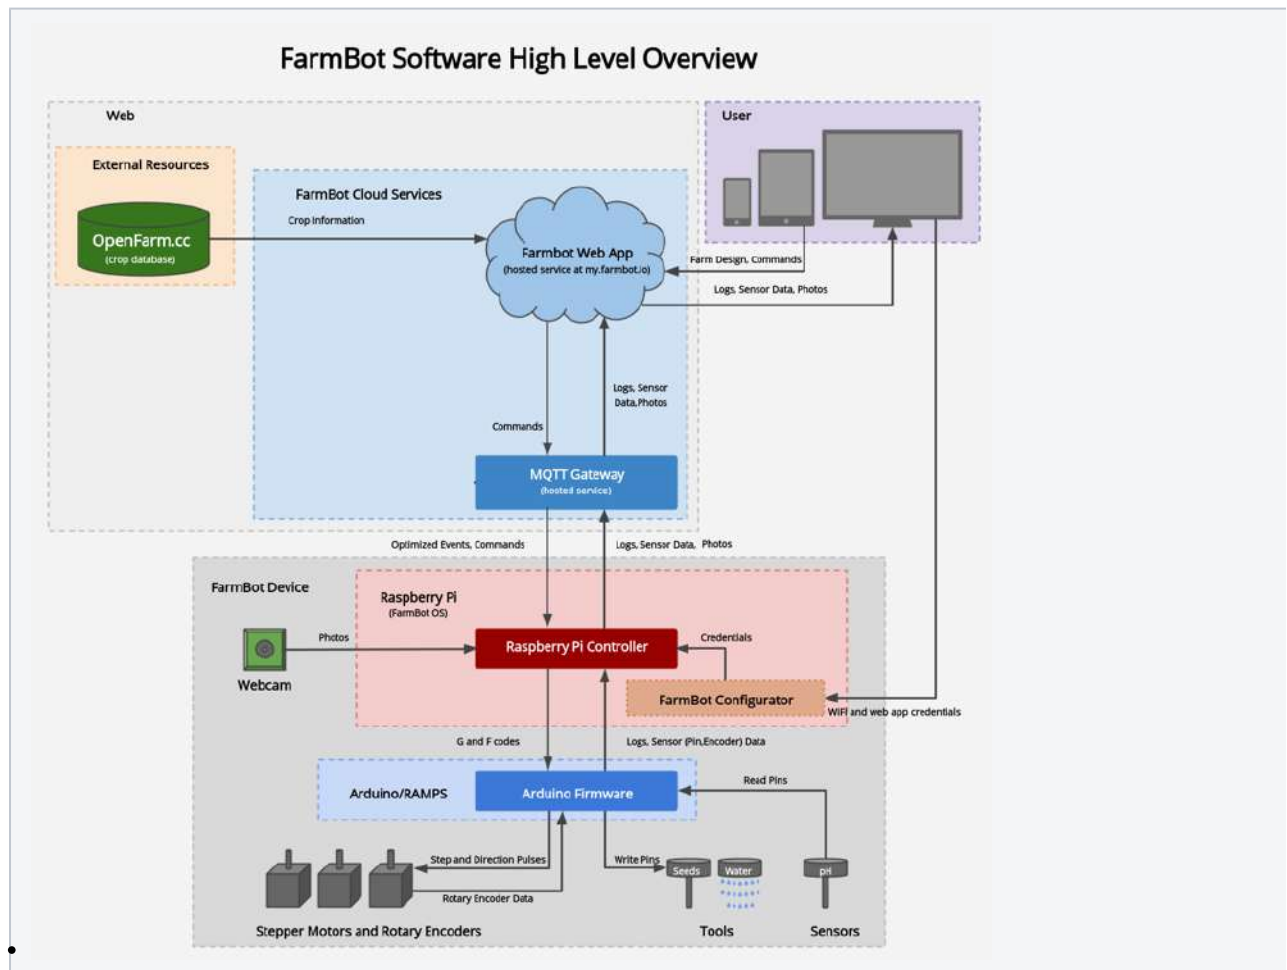 FarmBot Software High Level Overview
Web
User
External Resources
FarmBot Cloud Services
Crop Information
OpenFarm.cc
(crop database)
Farmbot Web App
(hosted service at my.farmbot.io)
Farm Design, Commands
Logs, Sensor Data, Photos
Logs, Sensor
Data,Photos
Commands
MQTT Gateway
(hosted service)
Optimized Events, Commands
Logs, Sensor Data, Photos
FarmBot Device
Raspberry Pi
(FarmBot OS)
Photos
Raspberry Pi Controller
Credentials
Webcam
FarmBot Configurator
WiFi and web app credentials
G and F codes
Logs, Sensor (Pin,Encoder) Data
Arduino/RAMPS
Arduino Firmware
Read Pins
Step and Direction Pulses
Write Pins
Seeds
Water
pH
Rotary Encoder Data
Stepper Motors and Rotary Encoders
Tools
Sensors